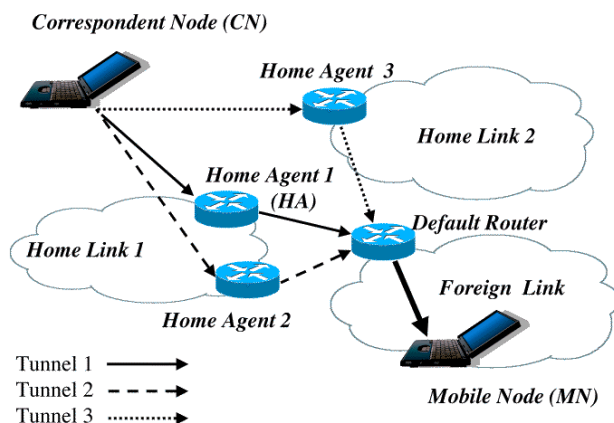 Correspondent Node (CN)
Home Agent 3
Home Link 2
Home Agent 1
(HA)
Default Router
Home Link 1
Foreign Link
Home Agent 2
Tunnel 1
Tunnel 2
Tunnel 3
Mobile Node (MN)